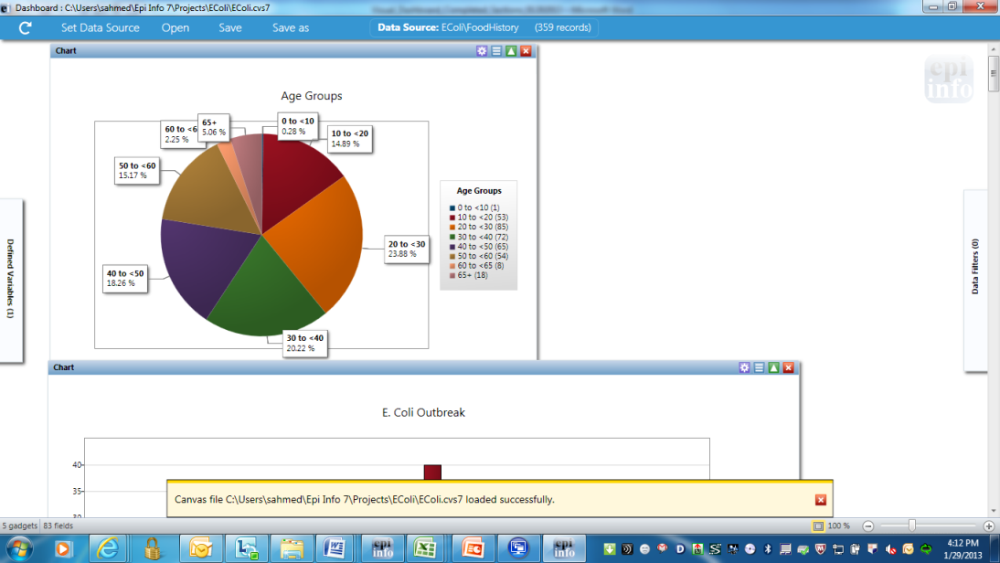 Dashboard : C:\Users\sahmed\Epi Info 7\Projects\EColi\EColi.cvs7
Set Data Source Open Save Save as Data Source: EColi\FoodHistory (359 records)
Chart
epi
info
Age Groups
65+
5.06 %
0 to <10
0.28 %
60 to <6
2.25 %
10 to <20
14.89 %
50 to <60
15.17 %
20 to <30
23.88 %
40 to <50
18.26 %
30 to <40
20.22 %
Age Groups
0 to <10 (1)
10 to <20 (53)
20 to <30 (85)
30 to <40 (72)
40 to <50 (65)
50 to <60 (54)
60 to <65 (8)
65+ (18)
Defined Variables (1)
Data Filters (0)
Chart
E. Coli Outbreak
40
35
30
Canvas file C:\Users\sahmed\Epi Info 7\Projects\EColi\EColi.cvs7 loaded successfully.
5 gadgets 83 fields
100 %
epi
info
epi
info
4:12 PM
1/29/2013